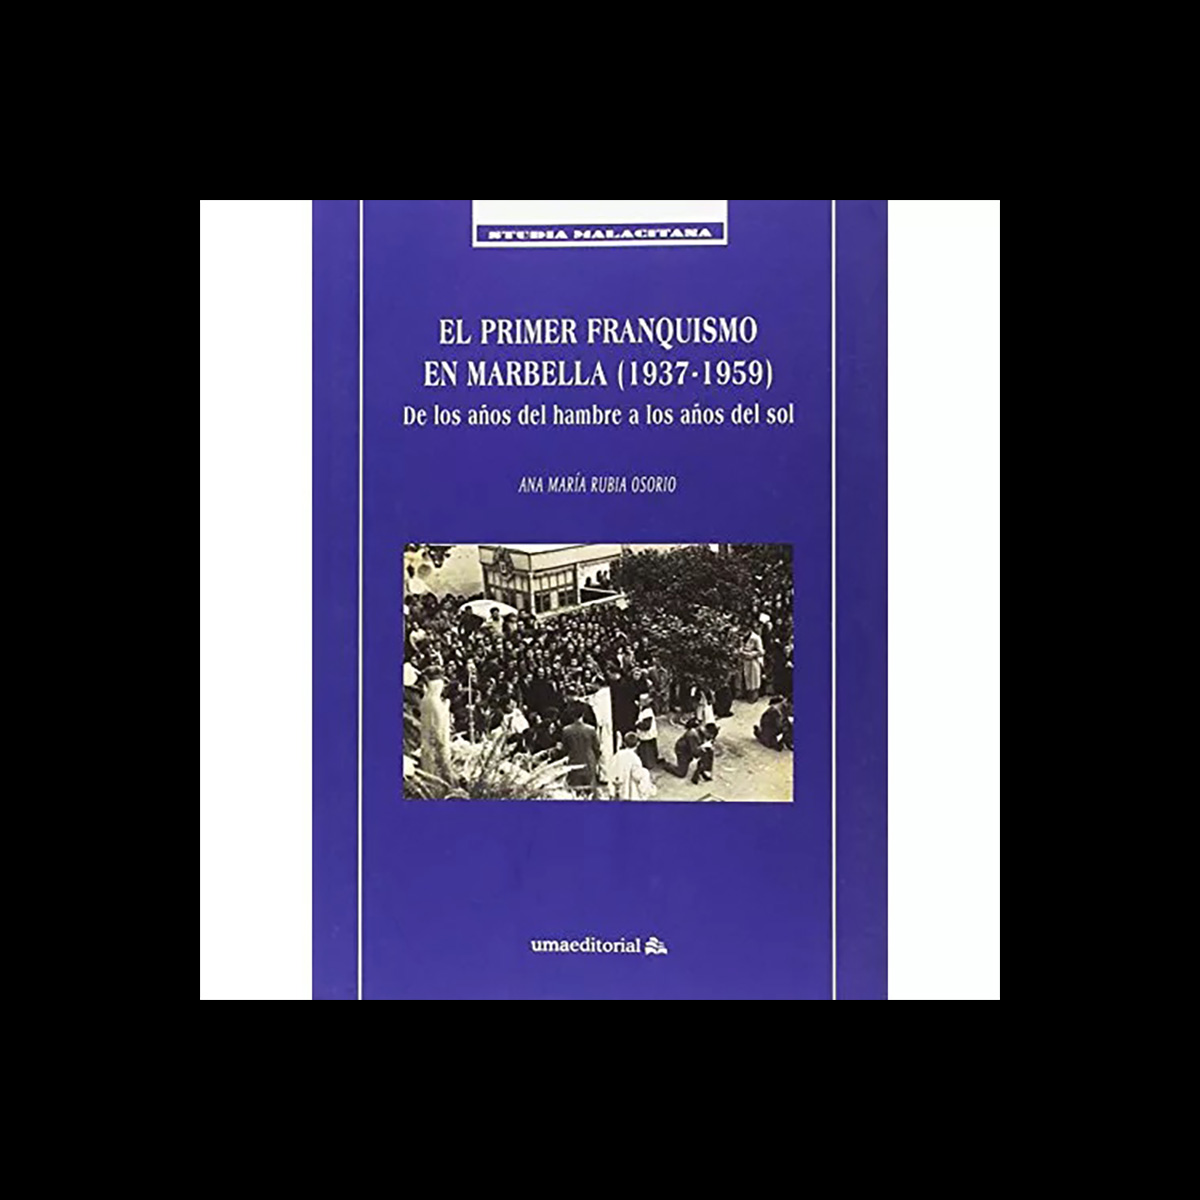 STUDIA MALACITANA
EL PRIMER FRANQUISMO
EN MARBELLA (1937-1959)
De los años del hambre a los años del sol
ANA MARÍA RUBIA OSORIO
umaeditorial